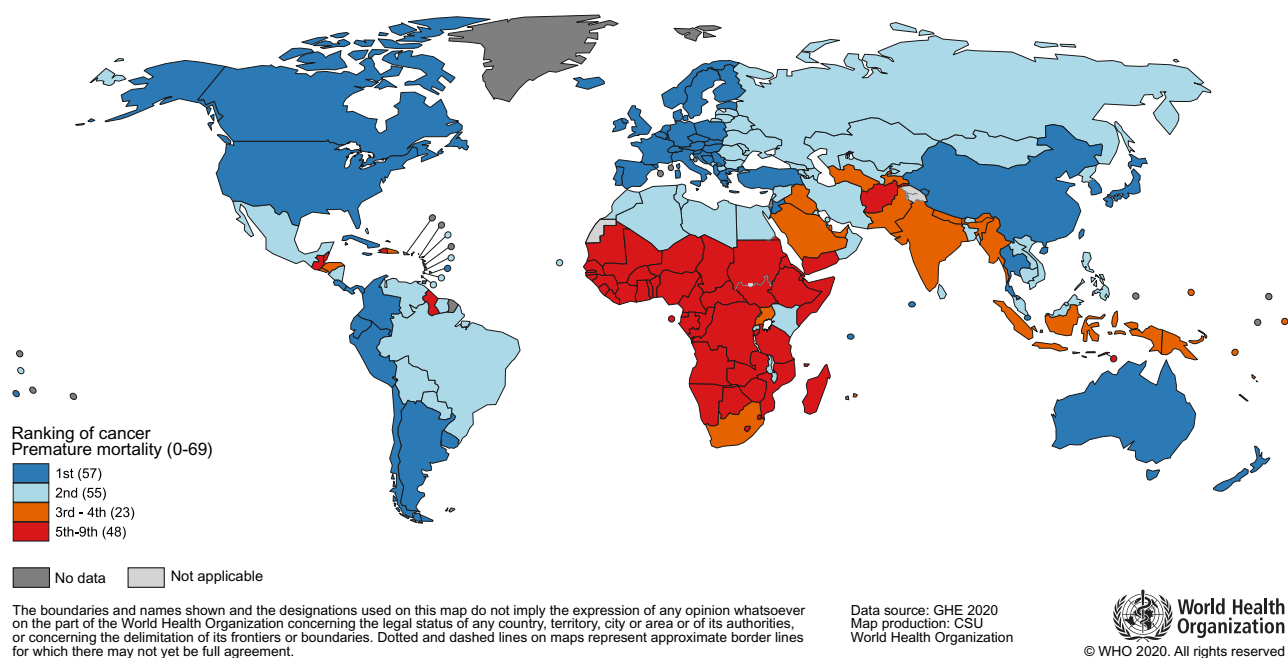 Ranking of cancer
Premature mortality (0-69)
1st (57)
2nd (55)
3rd - 4th (23)
5th-9th (48)
No data
Not applicable
The boundaries and names shown and the designations used on this map do not imply the expression of any opinion whatsoever
on the part of the World Health Organization concerning the legal status of any country, territory, city or area or of its authorities,
or concerning the delimitation of its frontiers or boundaries. Dotted and dashed lines on maps represent approximate border lines
for which there may not yet be full agreement.
Data source: GHE 2020
Map production: CSU
World Health Organization
World Health
Organization
© WHO 2020. All rights reserved